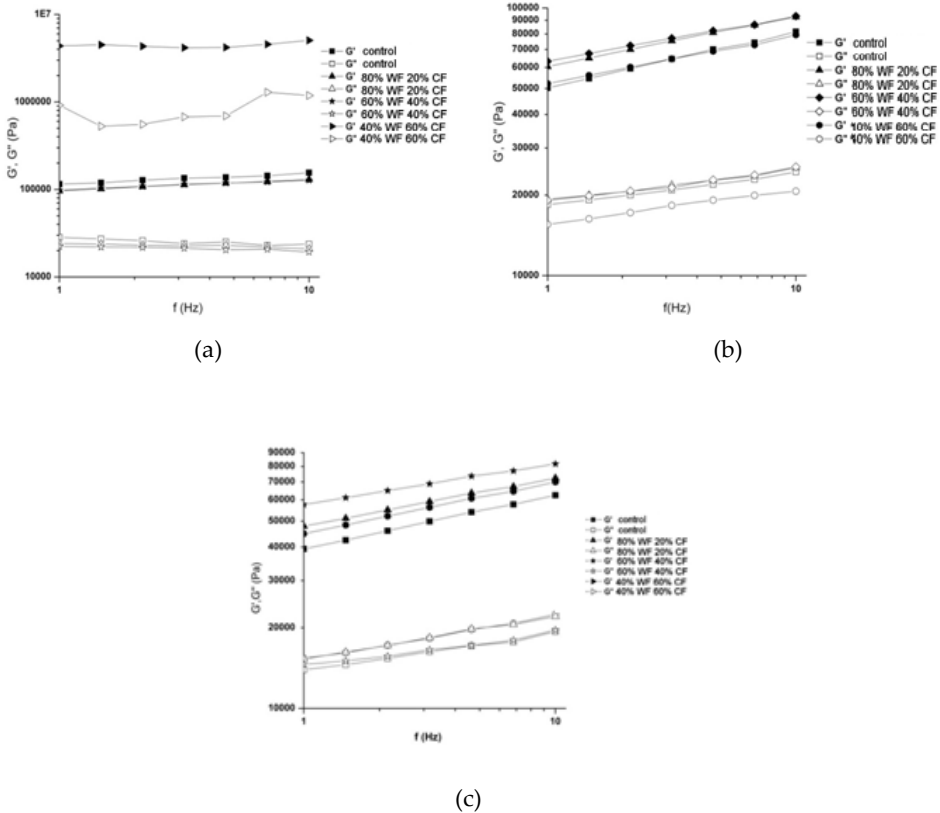 1E7
1000000
100000
10000
G', G'' (Pa)
1
10
f (Hz)
G' control
G'' control
G' 80% WF 20% CF
G'' 80% WF 20% CF
G' 60% WF 40% CF
G'' 60% WF 40% CF
G' 40% WF 60% CF
G'' 40% WF 60% CF
(a)
100000
90000
80000
70000
60000
50000
40000
30000
20000
10000
G', G'' (Pa)
1
10
f(Hz)
G' control
G'' control
G' 80% WF 20% CF
G'' 80% WF 20% CF
G' 60% WF 40% CF
G'' 60% WF 40% CF
G' 40% WF 60% CF
G'' 40% WF 60% CF
(b)
90000
80000
70000
60000
50000
40000
30000
20000
10000
G',G'' (Pa)
1
10
f (Hz)
G' control
G'' control
G' 80% WF 20% CF
G'' 80% WF 20% CF
G' 60% WF 40% CF
G'' 60% WF 40% CF
G' 40% WF 60% CF
G'' 40% WF 60% CF
(c)